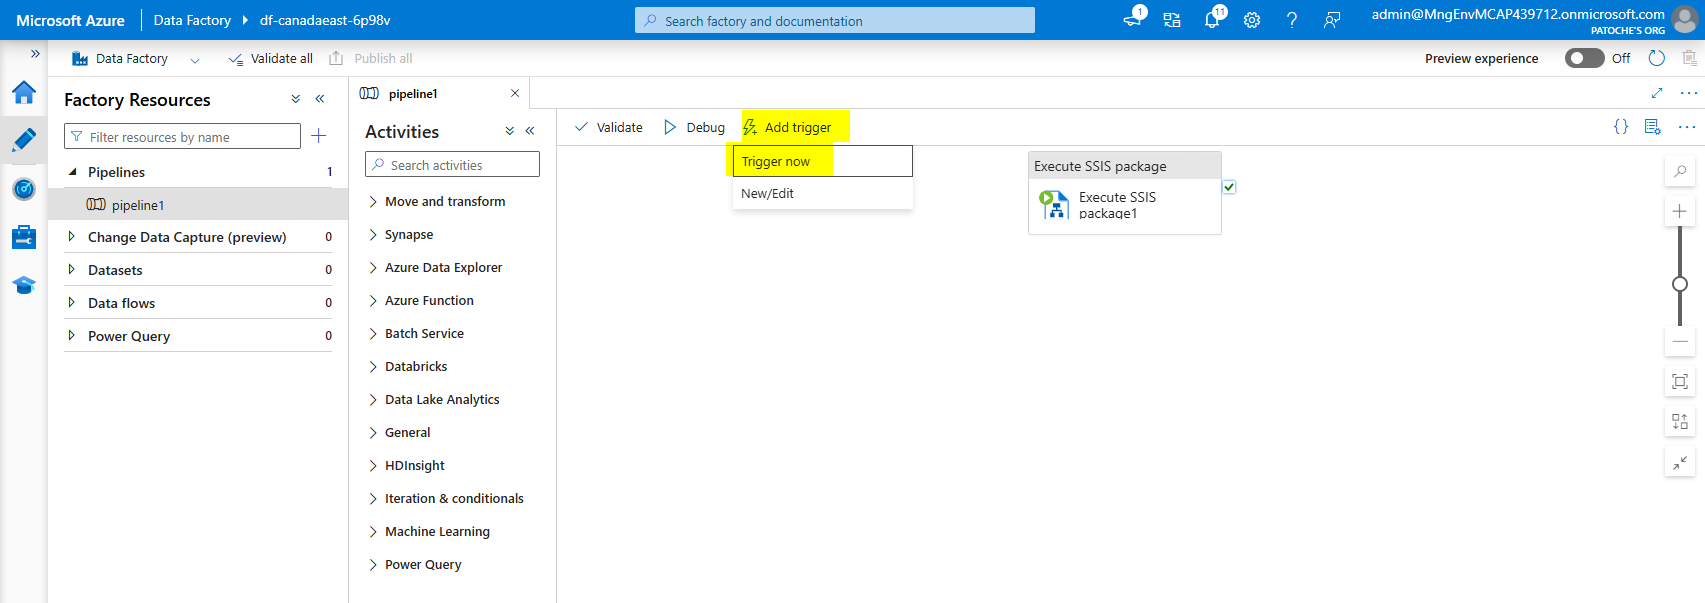 Microsoft Azure
Data Factory
df-canadaeast-6p98v
Search factory and documentation
1
11
?
admin@MngEnvMCAP439712.onmicrosoft.com
PATOCHE'S ORG
Data Factory
Validate all
Publish all
Preview experience
Off
Factory Resources
Filter resources by name
Pipelines 1
pipeline1
Change Data Capture (preview) 0
Datasets 0
Data flows 0
Power Query 0
pipeline1
Activities
Search activities
Move and transform
Synapse
Azure Data Explorer
Azure Function
Batch Service
Databricks
Data Lake Analytics
General
HDInsight
Iteration & conditionals
Machine Learning
Power Query
Validate
Debug
Add trigger
{}
Trigger now
New/Edit
Execute SSIS package
Execute SSIS
package1